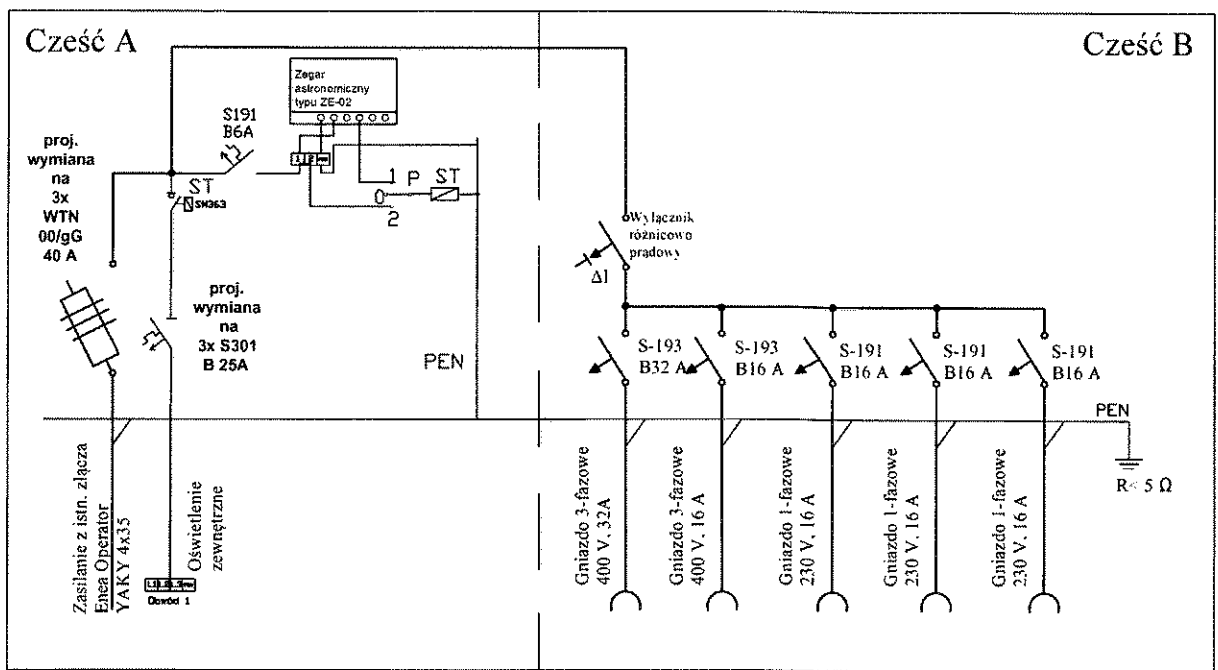 Cześć A
Cześć B
Zegar
astronomiczny
typu ZE-02
S191
B6A
proj.
wymiana
na
3x
WTN
00/gG
40 A
ST
SM363
1 2
1
0
2
P
ST
proj.
wymiana
na
3x S301
B 25A
PEN
Wyłącznik
różnicowo
prądowy
ΔI
S-193
B32 A
S-193
B16 A
S-191
B16 A
S-191
B16 A
S-191
B16 A
PEN
R< 5 Ω
Zasilanie z istn. złącza
Enea Operator
YAKY 4x35
Oświetlenie
zewnętrzne
Obwód 1
Gniazdo 3-fazowe
400 V, 32A
Gniazdo 3-fazowe
400 V, 16 A
Gniazdo 1-fazowe
230 V, 16 A
Gniazdo 1-fazowe
230 V, 16 A
Gniazdo 1-fazowe
230 V, 16 A